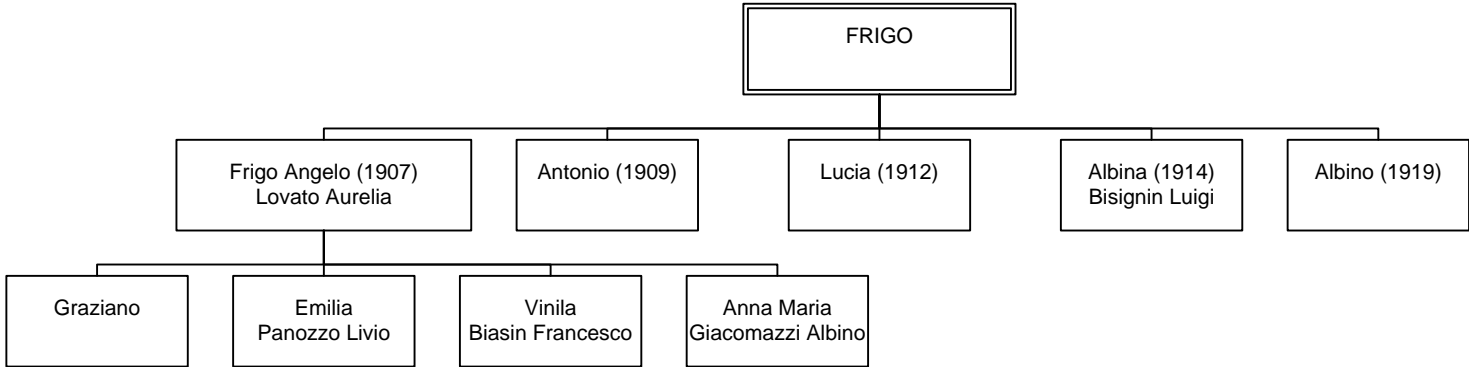 FRIGO
Frigo Angelo (1907)
Lovato Aurelia
Antonio (1909)
Lucia (1912)
Albina (1914)
Bisignin Luigi
Albino (1919)
Graziano
Emilia
Panozzo Livio
Vinila
Biasin Francesco
Anna Maria
Giacomazzi Albino